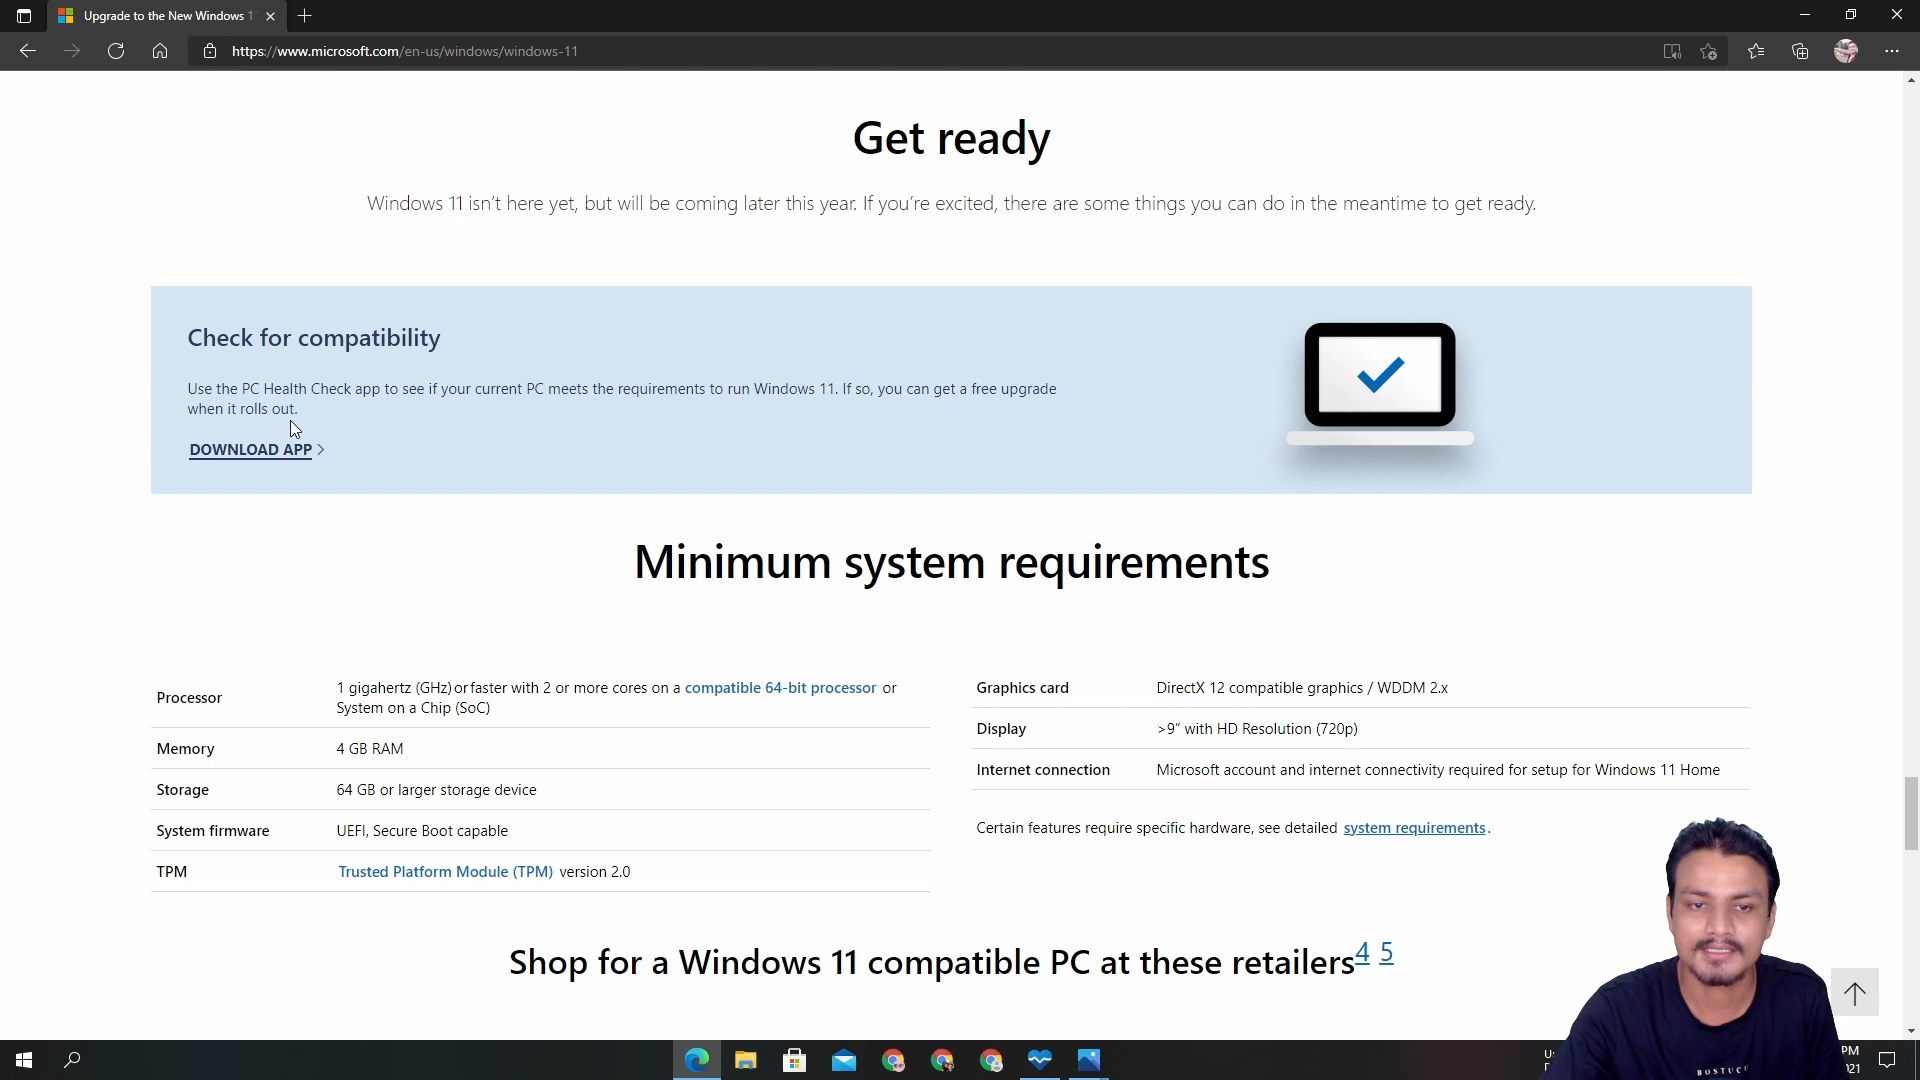 Upgrade to the New Windows 1
https://www.microsoft.com/en-us/windows/windows-11
Get ready
Windows 11 isn't here yet, but will be coming later this year. If you're excited, there are some things you can do in the meantime to get ready.
Check for compatibility
Use the PC Health Check app to see if your current PC meets the requirements to run Windows 11. If so, you can get a free upgrade
when it rolls out.
DOWNLOAD APP >
Minimum system requirements
Processor
1 gigahertz (GHz) or faster with 2 or more cores on a compatible 64-bit processor or
System on a Chip (SoC)
Memory
4 GB RAM
Storage
64 GB or larger storage device
System firmware
UEFI, Secure Boot capable
TPM
Trusted Platform Module (TPM) version 2.0
Graphics card
DirectX 12 compatible graphics / WDDM 2.x
Display
>9" with HD Resolution (720p)
Internet connection
Microsoft account and internet connectivity required for setup for Windows 11 Home
Certain features require specific hardware, see detailed system requirements.
Shop for a Windows 11 compatible PC at these retailers4 5
PM